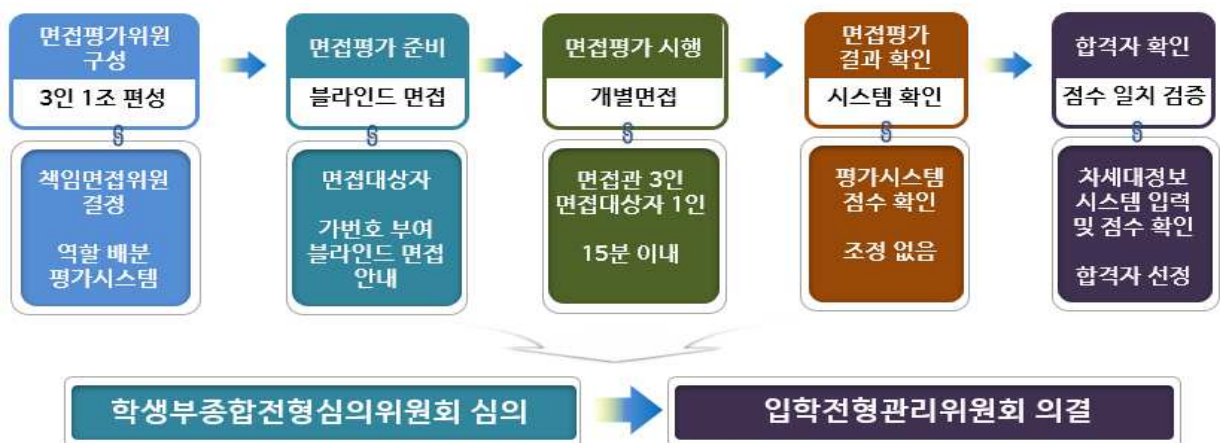 면접평가위원
구성
3인 1조 편성
책임면접위원
결정
역할 배분
평가시스템
면접평가 준비
블라인드 면접
면접대상자
가번호 부여
블라인드 면접
안내
면접평가 시행
개별면접
면접관 3인
면접대상자 1인
15분 이내
면접평가
결과 확인
시스템 확인
평가시스템
점수 확인
조정 없음
합격자 확인
점수 일치 검증
차세대정보
시스템 입력
및 점수 확인
합격자 선정
학생부종합전형심의위원회 심의
입학전형관리위원회 의결